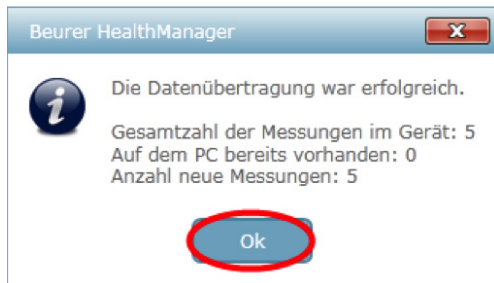 Beurer HealthManager
Die Datenübertragung war erfolgreich.
Gesamtzahl der Messungen im Gerät: 5
Auf dem PC bereits vorhanden: 0
Anzahl neue Messungen: 5
Ok